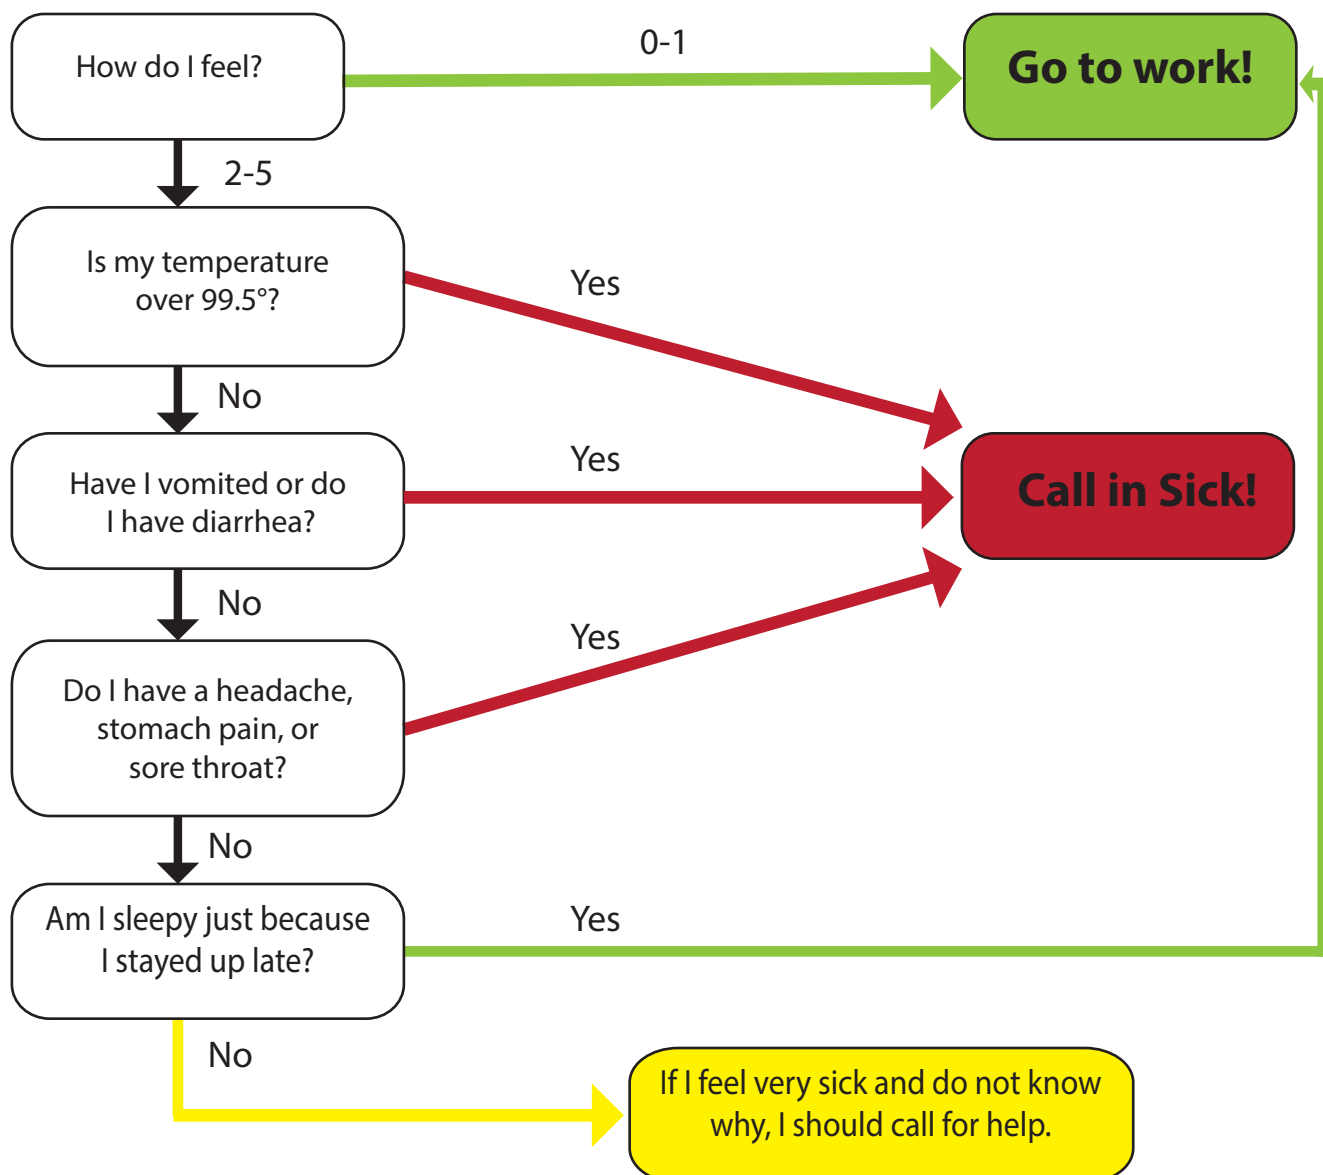 How do I feel?
0-1
Go to work!
2-5
Is my temperature
over 99.5°?
Yes
No
Have I vomited or do
I have diarrhea?
Yes
Call in Sick!
No
Do I have a headache,
stomach pain, or
sore throat?
Yes
No
Am I sleepy just because
I stayed up late?
Yes
No
If I feel very sick and do not know
why, I should call for help.